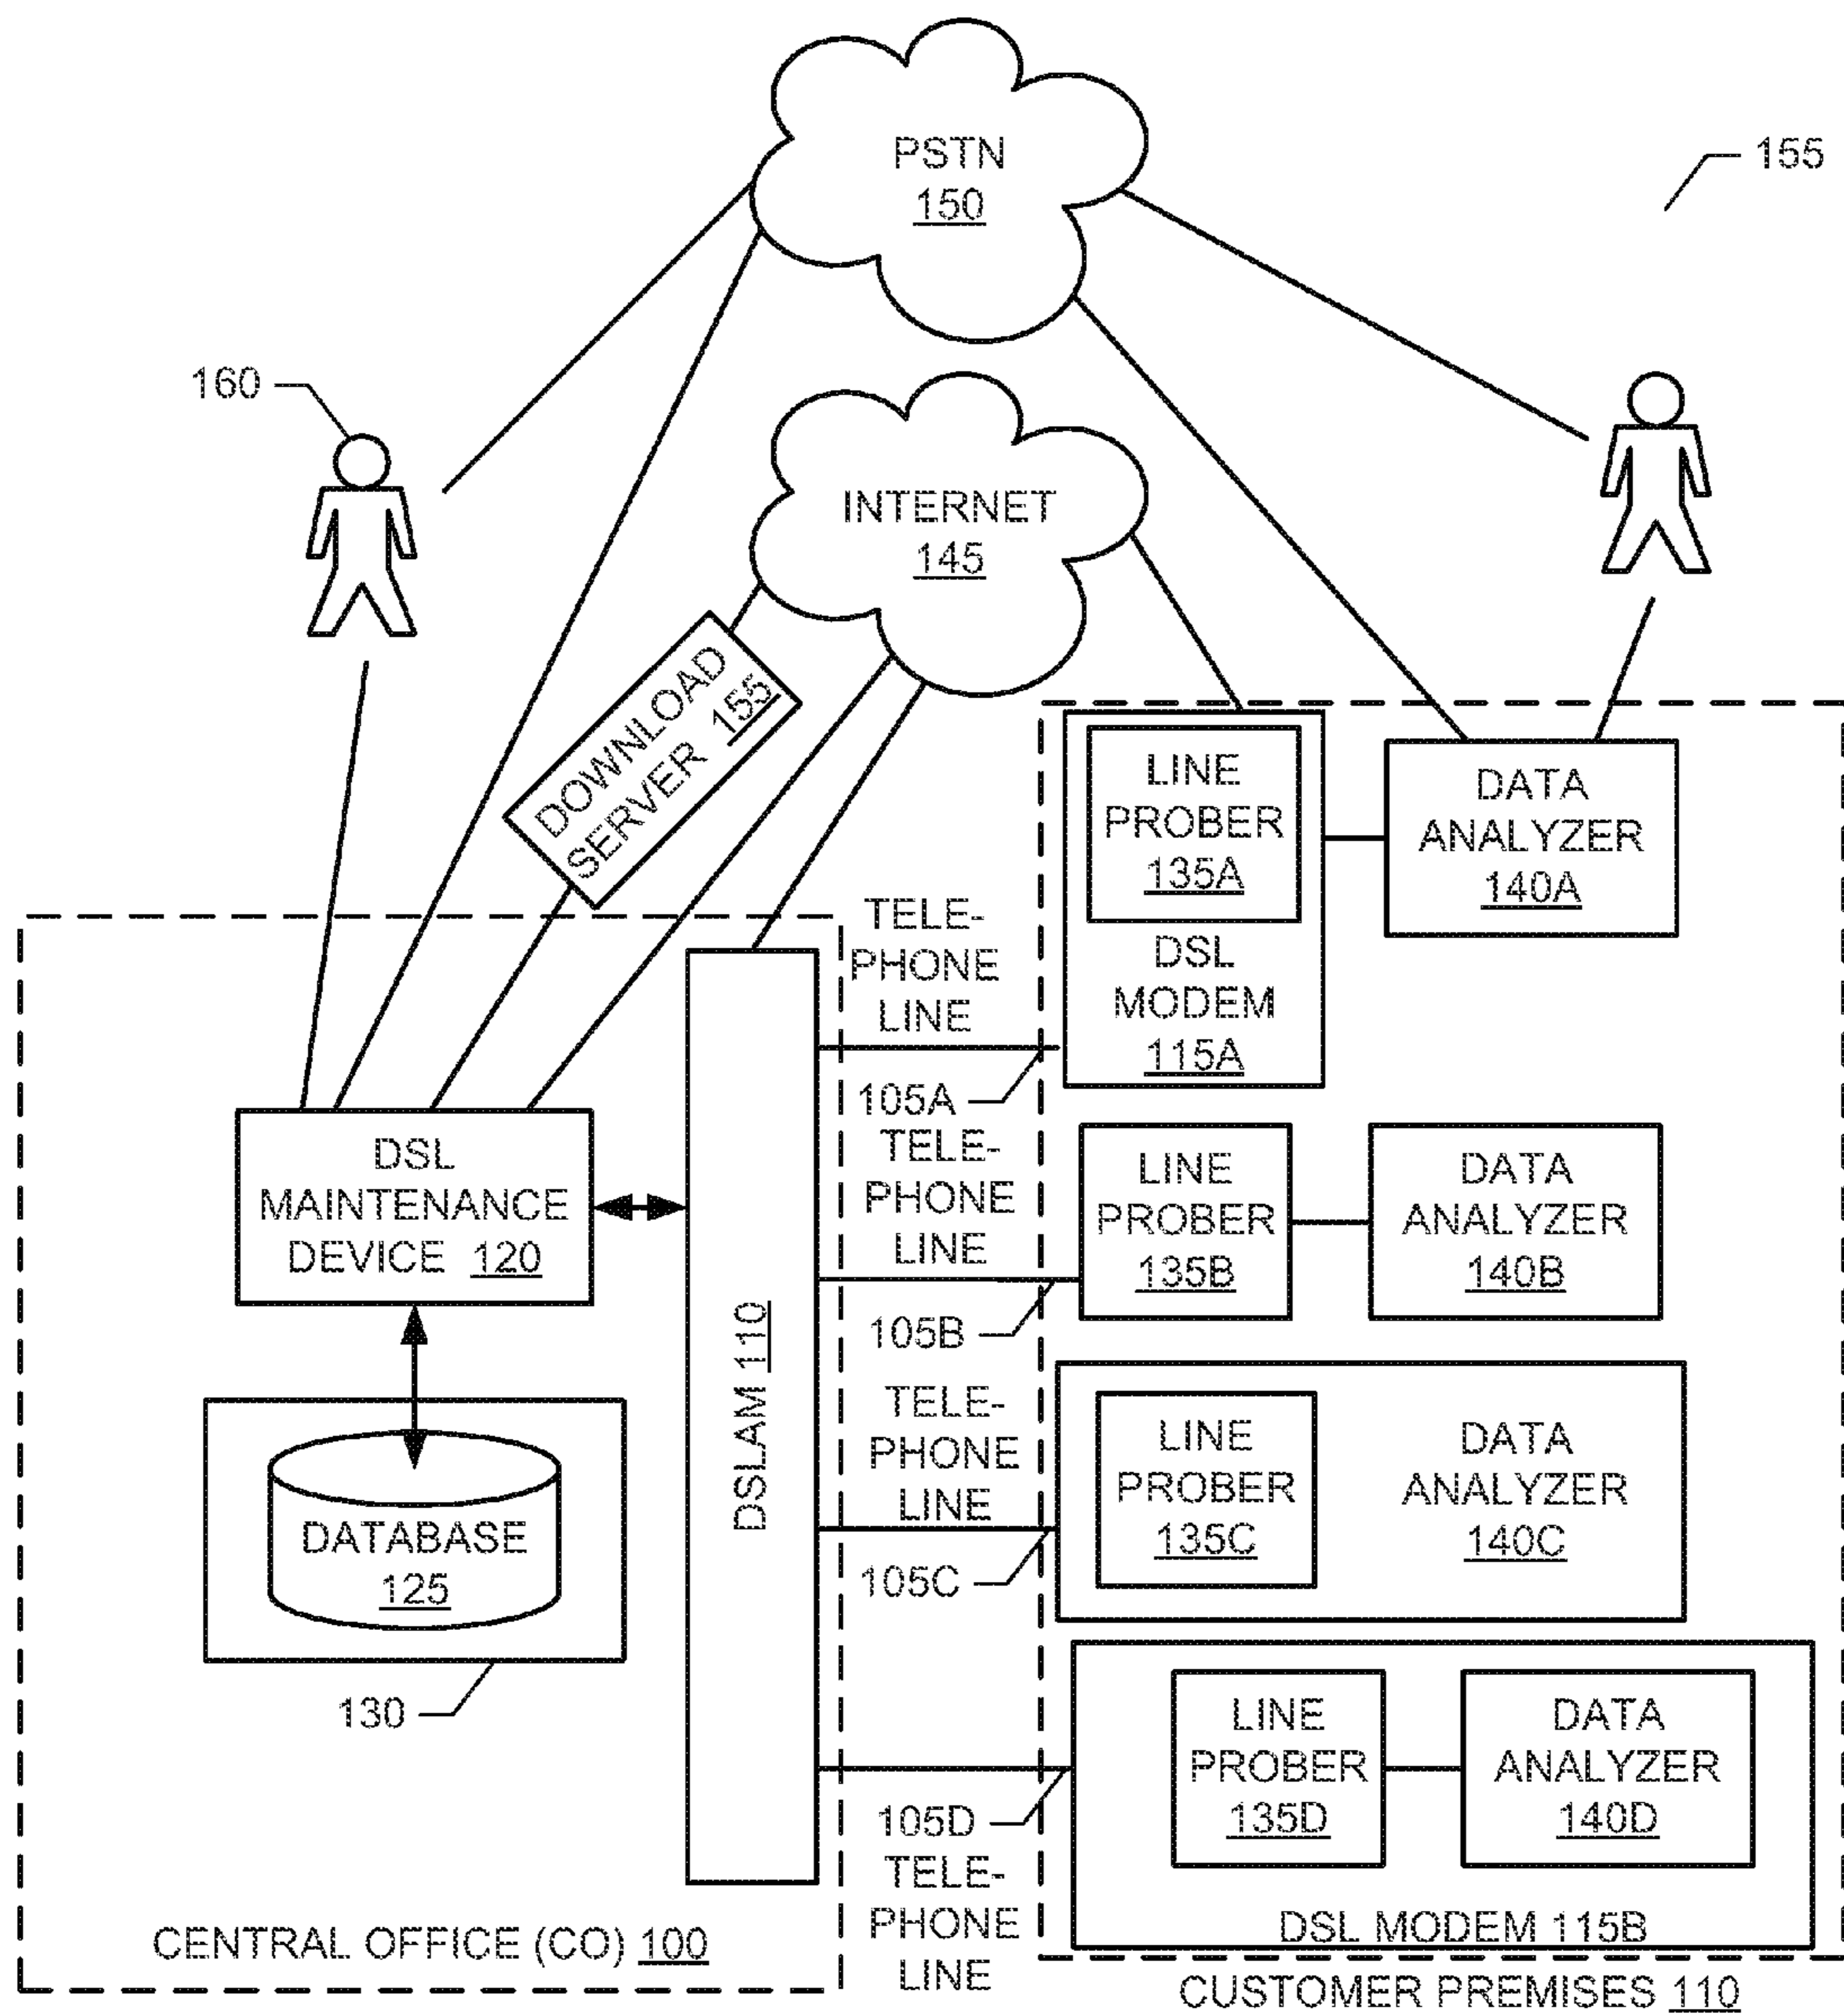 PSTN
150
155
160
INTERNET
145
DOWNLOAD
SERVER 155
LINE
PROBER
135A
DSL
MODEM
115A
DATA
ANALYZER
140A
TELE-
PHONE
LINE
105A
DSL
MAINTENANCE
DEVICE 120
DSLAM 110
TELE-
PHONE
LINE
105B
LINE
PROBER
135B
DATA
ANALYZER
140B
DATABASE
125
130
TELE-
PHONE
LINE
105C
LINE
PROBER
135C
DATA
ANALYZER
140C
105D
TELE-
PHONE
LINE
LINE
PROBER
135D
DATA
ANALYZER
140D
DSL MODEM 115B
CENTRAL OFFICE (CO) 100
CUSTOMER PREMISES 110